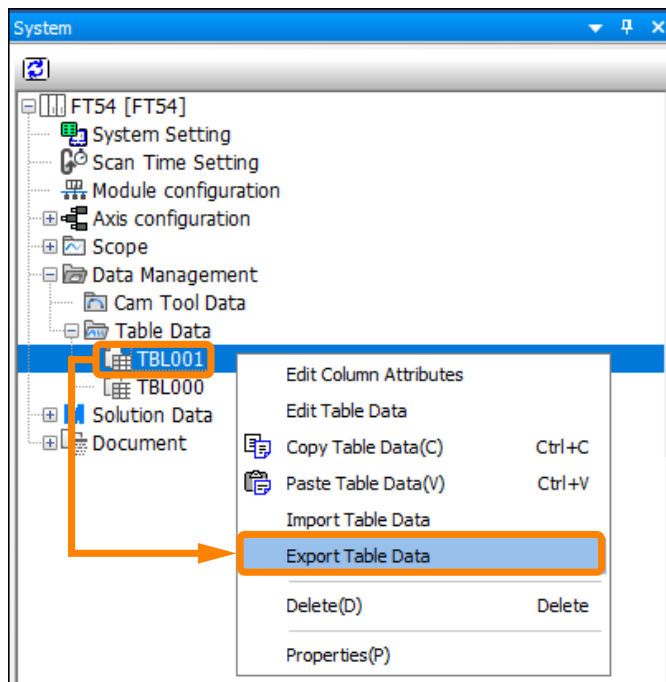 System
FT54 [FT54]
System Setting
Scan Time Setting
Module configuration
Axis configuration
Scope
Data Management
Cam Tool Data
Table Data
TBL001
TBL000
Solution Data
Document
Edit Column Attributes
Edit Table Data
Copy Table Data(C) Ctrl+C
Paste Table Data(V) Ctrl+V
Import Table Data
Export Table Data
Delete(D) Delete
Properties(P)